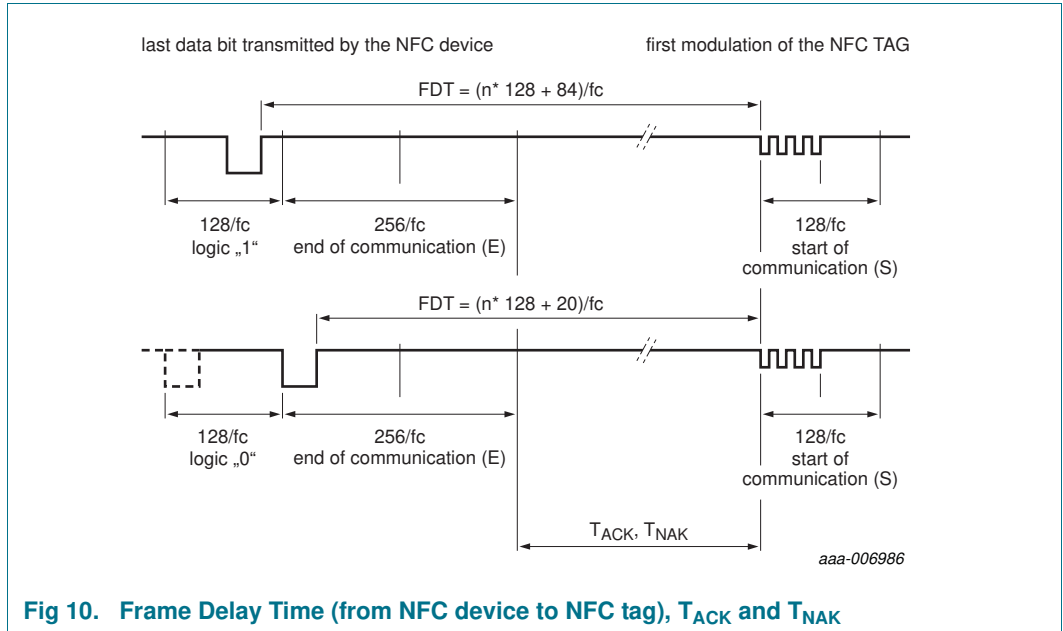 last data bit transmitted by the NFC device
first modulation of the NFC TAG
FDT = (n* 128 + 84)/fc
128/fc
logic „1“
256/fc
end of communication (E)
128/fc
start of
communication (S)
FDT = (n* 128 + 20)/fc
128/fc
logic „0“
256/fc
end of communication (E)
128/fc
start of
communication (S)
TACK, TNAK
aaa-006986
Fig 10. Frame Delay Time (from NFC device to NFC tag), TACK and TNAK